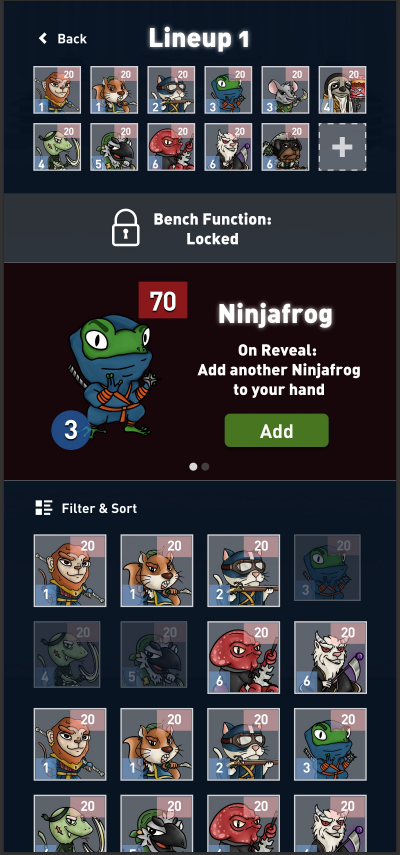 Back
Lineup 1
20 20 20 20 20 20
1 1 2 3 3 4
20 20 20 20 20
4 5 6 6
+
Bench Function:
Locked
70
Ninjafrog
On Reveal:
Add another Ninjafrog
to your hand
3
Add
Filter & Sort
20 20 20 20
1 1 2 3
20 20 20 20
4 5 6 6
20 20 20 20
1 1 2 3
20 20 20 20